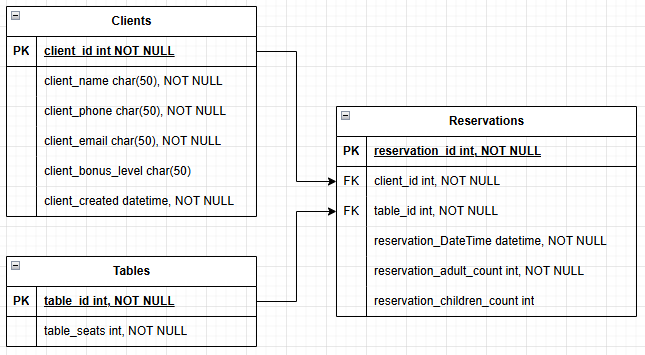 Clients
PK client_id int NOT NULL
client_name char(50), NOT NULL
client_phone char(50), NOT NULL
client_email char(50), NOT NULL
client_bonus_level char(50)
client_created datetime, NOT NULL
Tables
PK table_id int, NOT NULL
table_seats int, NOT NULL
Reservations
PK reservation_id int, NOT NULL
FK client_id int, NOT NULL
FK table_id int, NOT NULL
reservation_DateTime datetime, NOT NULL
reservation_adult_count int, NOT NULL
reservation_children_count int